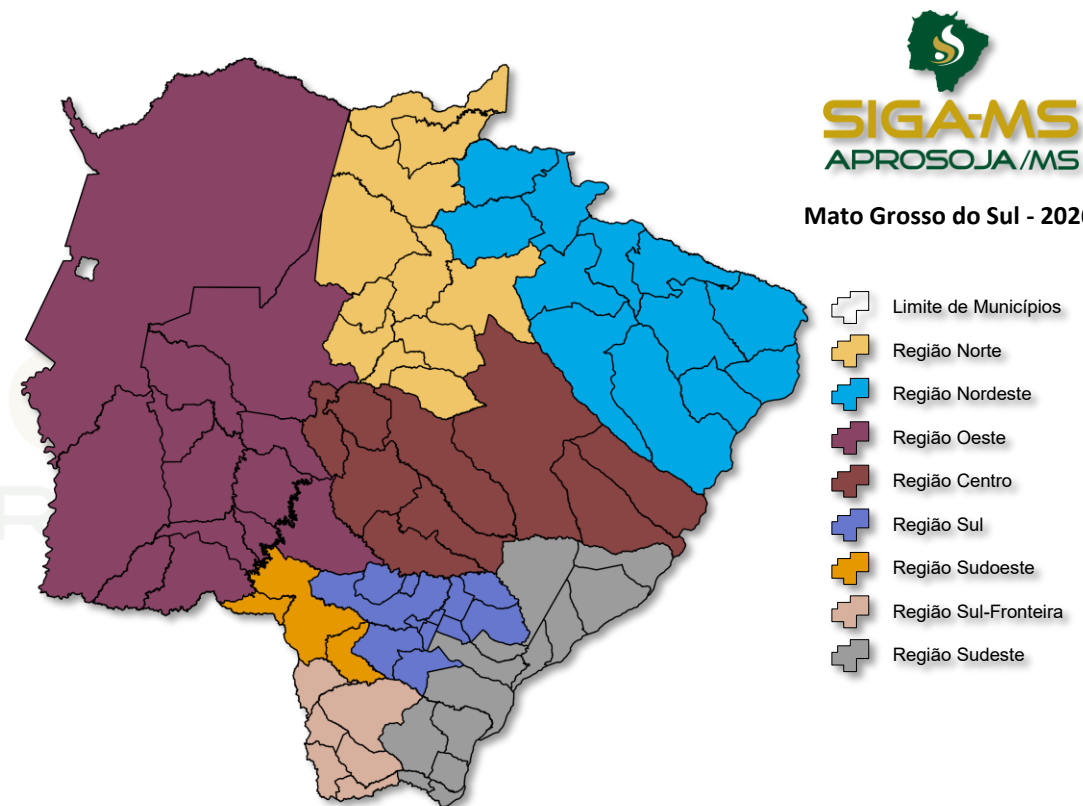 SIGA-MS
APROSOJA/MS
Mato Grosso do Sul - 202
Limite de Municípios
Região Norte
Região Nordeste
Região Oeste
Região Centro
Região Sul
Região Sudoeste
Região Sul-Fronteira
Região Sudeste